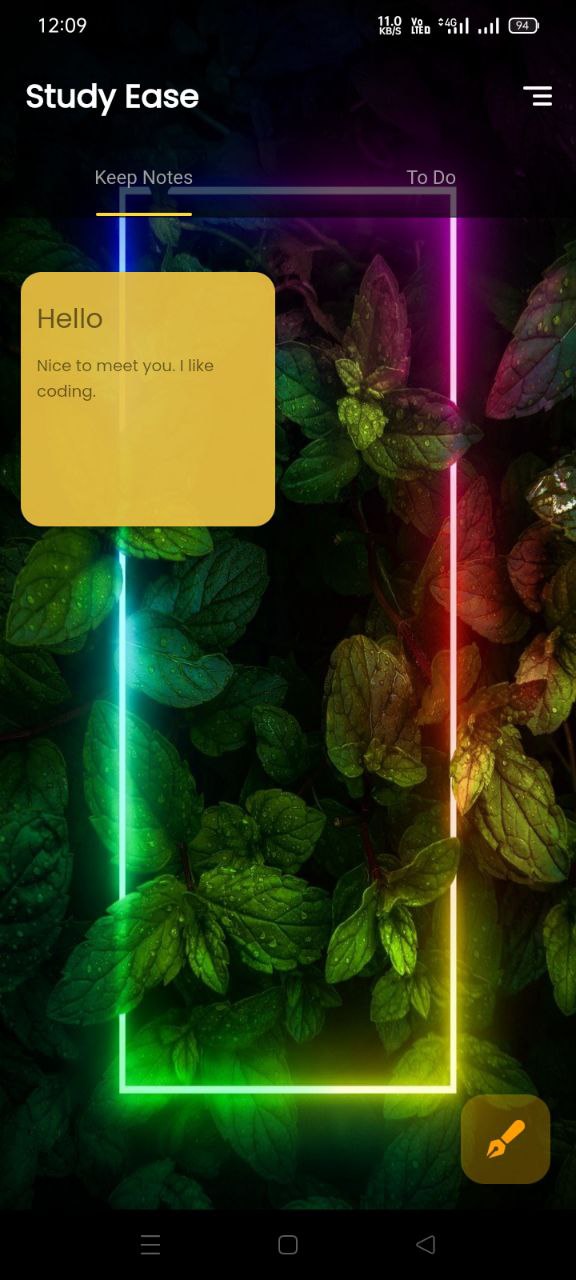 12:09
11.0 KB/S Vo LTE D 4G 94
Study Ease
Keep Notes To Do
Hello
Nice to meet you. I like
coding.